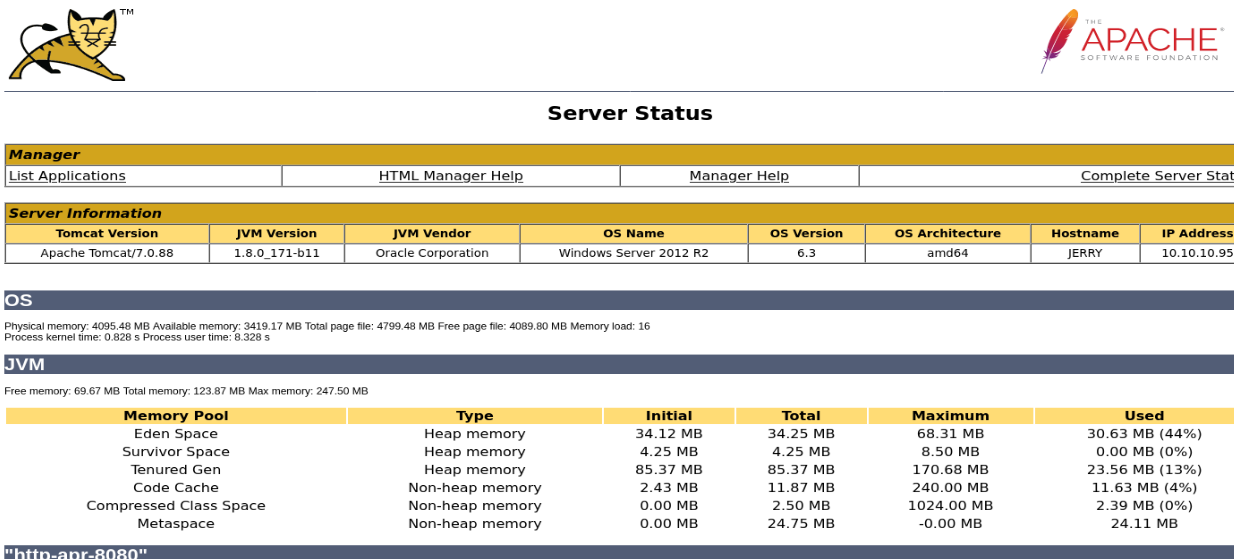 TM
THE
APACHE®
SOFTWARE FOUNDATION
Server Status
Manager
List Applications HTML Manager Help Manager Help Complete Server Stat
Server Information
Tomcat Version JVM Version JVM Vendor OS Name OS Version OS Architecture Hostname IP Address
Apache Tomcat/7.0.88 1.8.0_171-b11 Oracle Corporation Windows Server 2012 R2 6.3 amd64 JERRY 10.10.10.95
OS
Physical memory: 4095.48 MB Available memory: 3419.17 MB Total page file: 4799.48 MB Free page file: 4089.80 MB Memory load: 16
Process kernel time: 0.828 s Process user time: 8.328 s
JVM
Free memory: 69.67 MB Total memory: 123.87 MB Max memory: 247.50 MB
Memory Pool Type Initial Total Maximum Used
Eden Space Heap memory 34.12 MB 34.25 MB 68.31 MB 30.63 MB (44%)
Survivor Space Heap memory 4.25 MB 4.25 MB 8.50 MB 0.00 MB (0%)
Tenured Gen Heap memory 85.37 MB 85.37 MB 170.68 MB 23.56 MB (13%)
Code Cache Non-heap memory 2.43 MB 11.87 MB 240.00 MB 11.63 MB (4%)
Compressed Class Space Non-heap memory 0.00 MB 2.50 MB 1024.00 MB 2.39 MB (0%)
Metaspace Non-heap memory 0.00 MB 24.75 MB -0.00 MB 24.11 MB
"http-apr-8080"